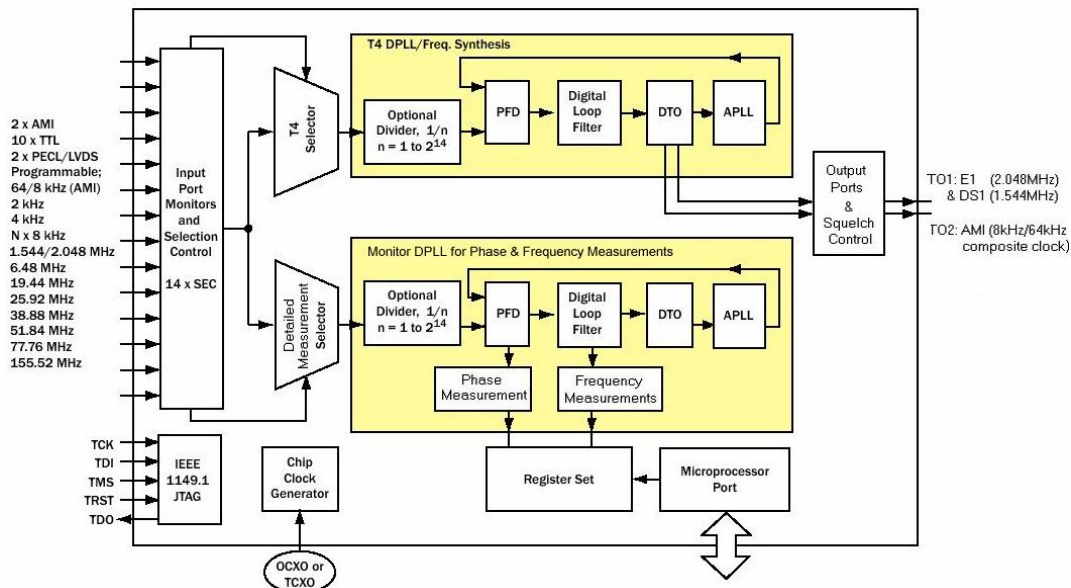 T4 DPLL/Freq. Synthesis
T4
Selector
Optional
Divider, 1/n
n = 1 to 2¹⁴
PFD
Digital
Loop
Filter
DTO
APLL
2 x AMI
10 x TTL
2 x PECL/LVDS
Programmable;
64/8 kHz (AMI)
2 kHz
4 kHz
N x 8 kHz
1.544/2.048 MHz
6.48 MHz
19.44 MHz
25.92 MHz
38.88 MHz
51.84 MHz
77.76 MHz
155.52 MHz
Input
Port
Monitors
and
Selection
Control
14 x SEC
Output
Ports
&
Squelch
Control
TO1: E1 (2.048MHz)
& DS1 (1.544MHz)
TO2: AMI (8kHz/64kHz
composite clock)
Monitor DPLL for Phase & Frequency Measurements
Detailed
Measurement
Selector
Optional
Divider, 1/n
n = 1 to 2¹⁴
PFD
Digital
Loop
Filter
DTO
APLL
Phase
Measurement
Frequency
Measurements
TCK
TDI
TMS
TRST
TDO
IEEE
1149.1
JTAG
Chip
Clock
Generator
Register Set
Microprocessor
Port
OCXO or
TCXO